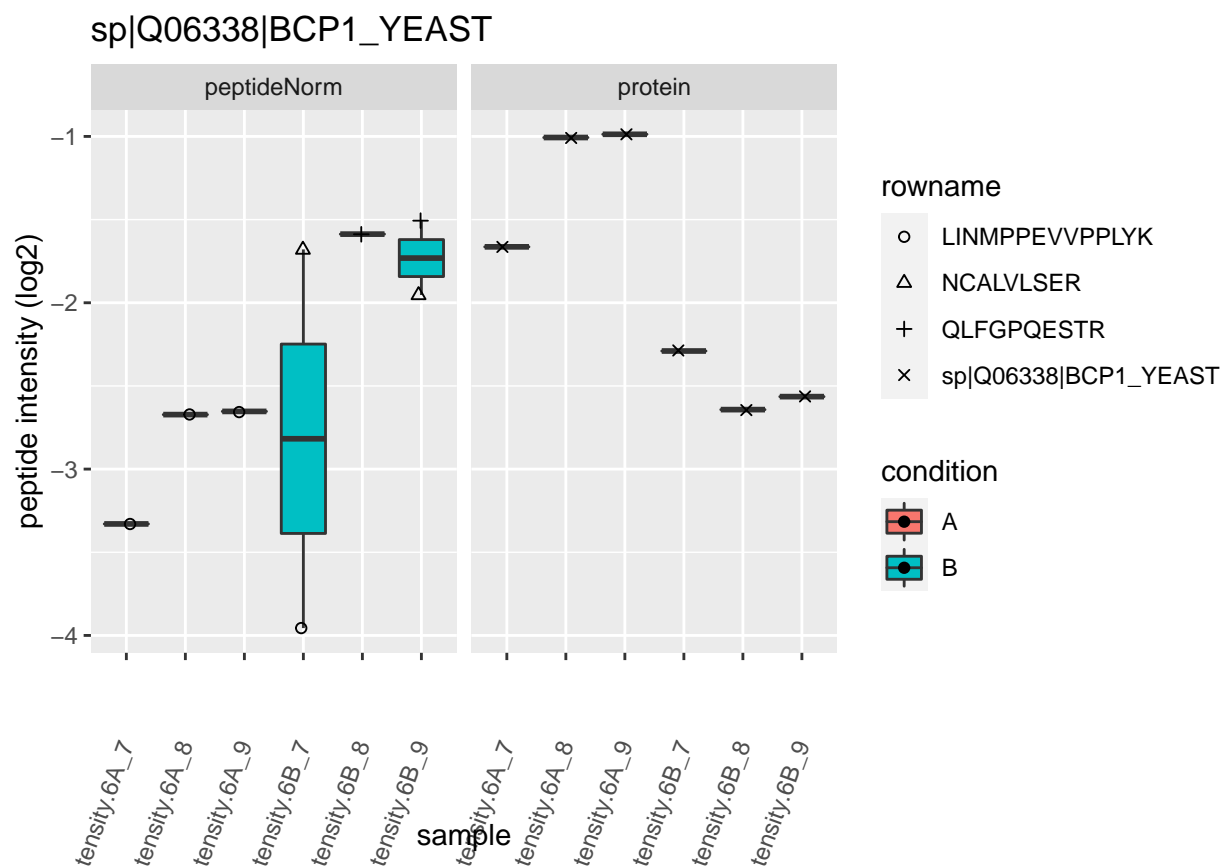 sp|Q06338|BCP1_YEAST
peptideNorm
protein
−1
−2
−3
−4
peptide intensity (log2)
tensity.6A_7
tensity.6A_8
tensity.6A_9
tensity.6B_7
tensity.6B_8
tensity.6B_9
tensity.6A_7
tensity.6A_8
tensity.6A_9
tensity.6B_7
tensity.6B_8
tensity.6B_9
sample
rowname
LINMPPEVVPPLYK
NCALVLSER
QLFGPQESTR
sp|Q06338|BCP1_YEAST
condition
A
B